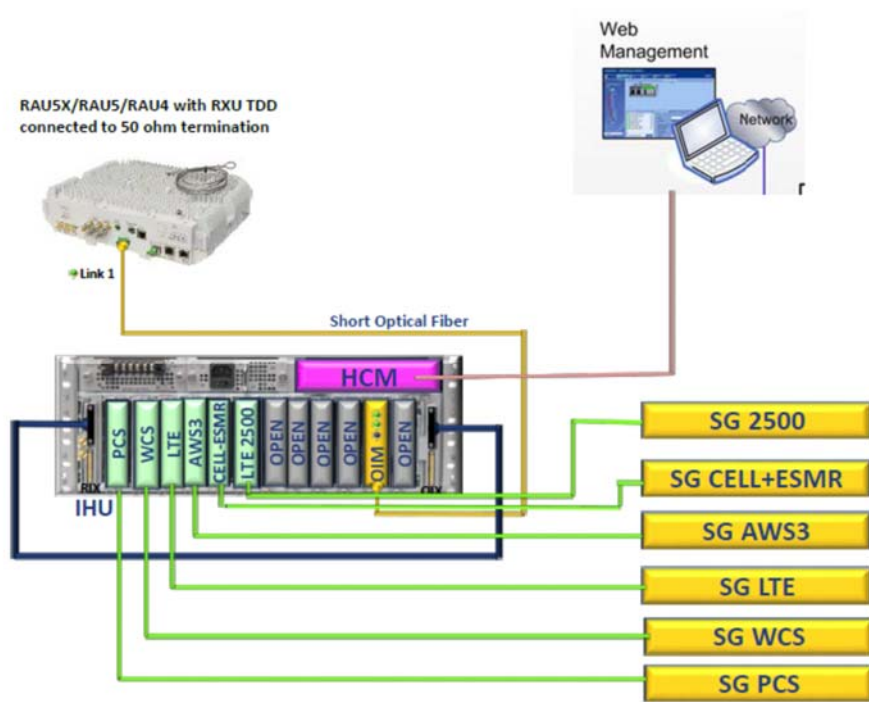 Web
Management
Network
RAU5X/RAU5/RAU4 with RXU TDD
connected to 50 ohm termination
Link 1
Short Optical Fiber
HCM
PCS
WCS
LTE
AWS3
CELL-ESMR
LTE 2500
OPEN
OPEN
OPEN
OPEN
OIM
OPEN
IHU
SG 2500
SG CELL+ESMR
SG AWS3
SG LTE
SG WCS
SG PCS